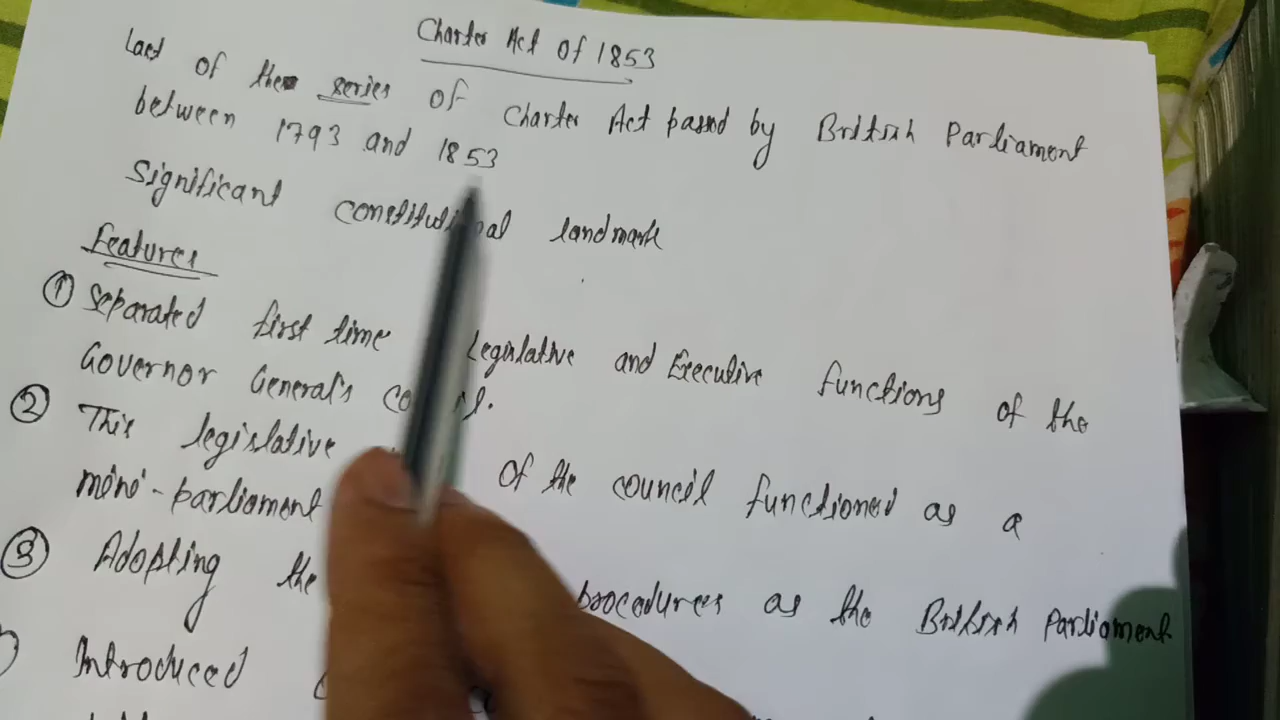 Charter Act of 1853
Last of the series of Charter Act passed by British Parliament
between 1793 and 1853
Significant constitutional landmark
Features
① Separated first time Legislative and Executive functions of the
Governor General's
② This legislative of the council functioned as a
mini-parliament
③ Adopting the procedures as the British Parliament
Introduced